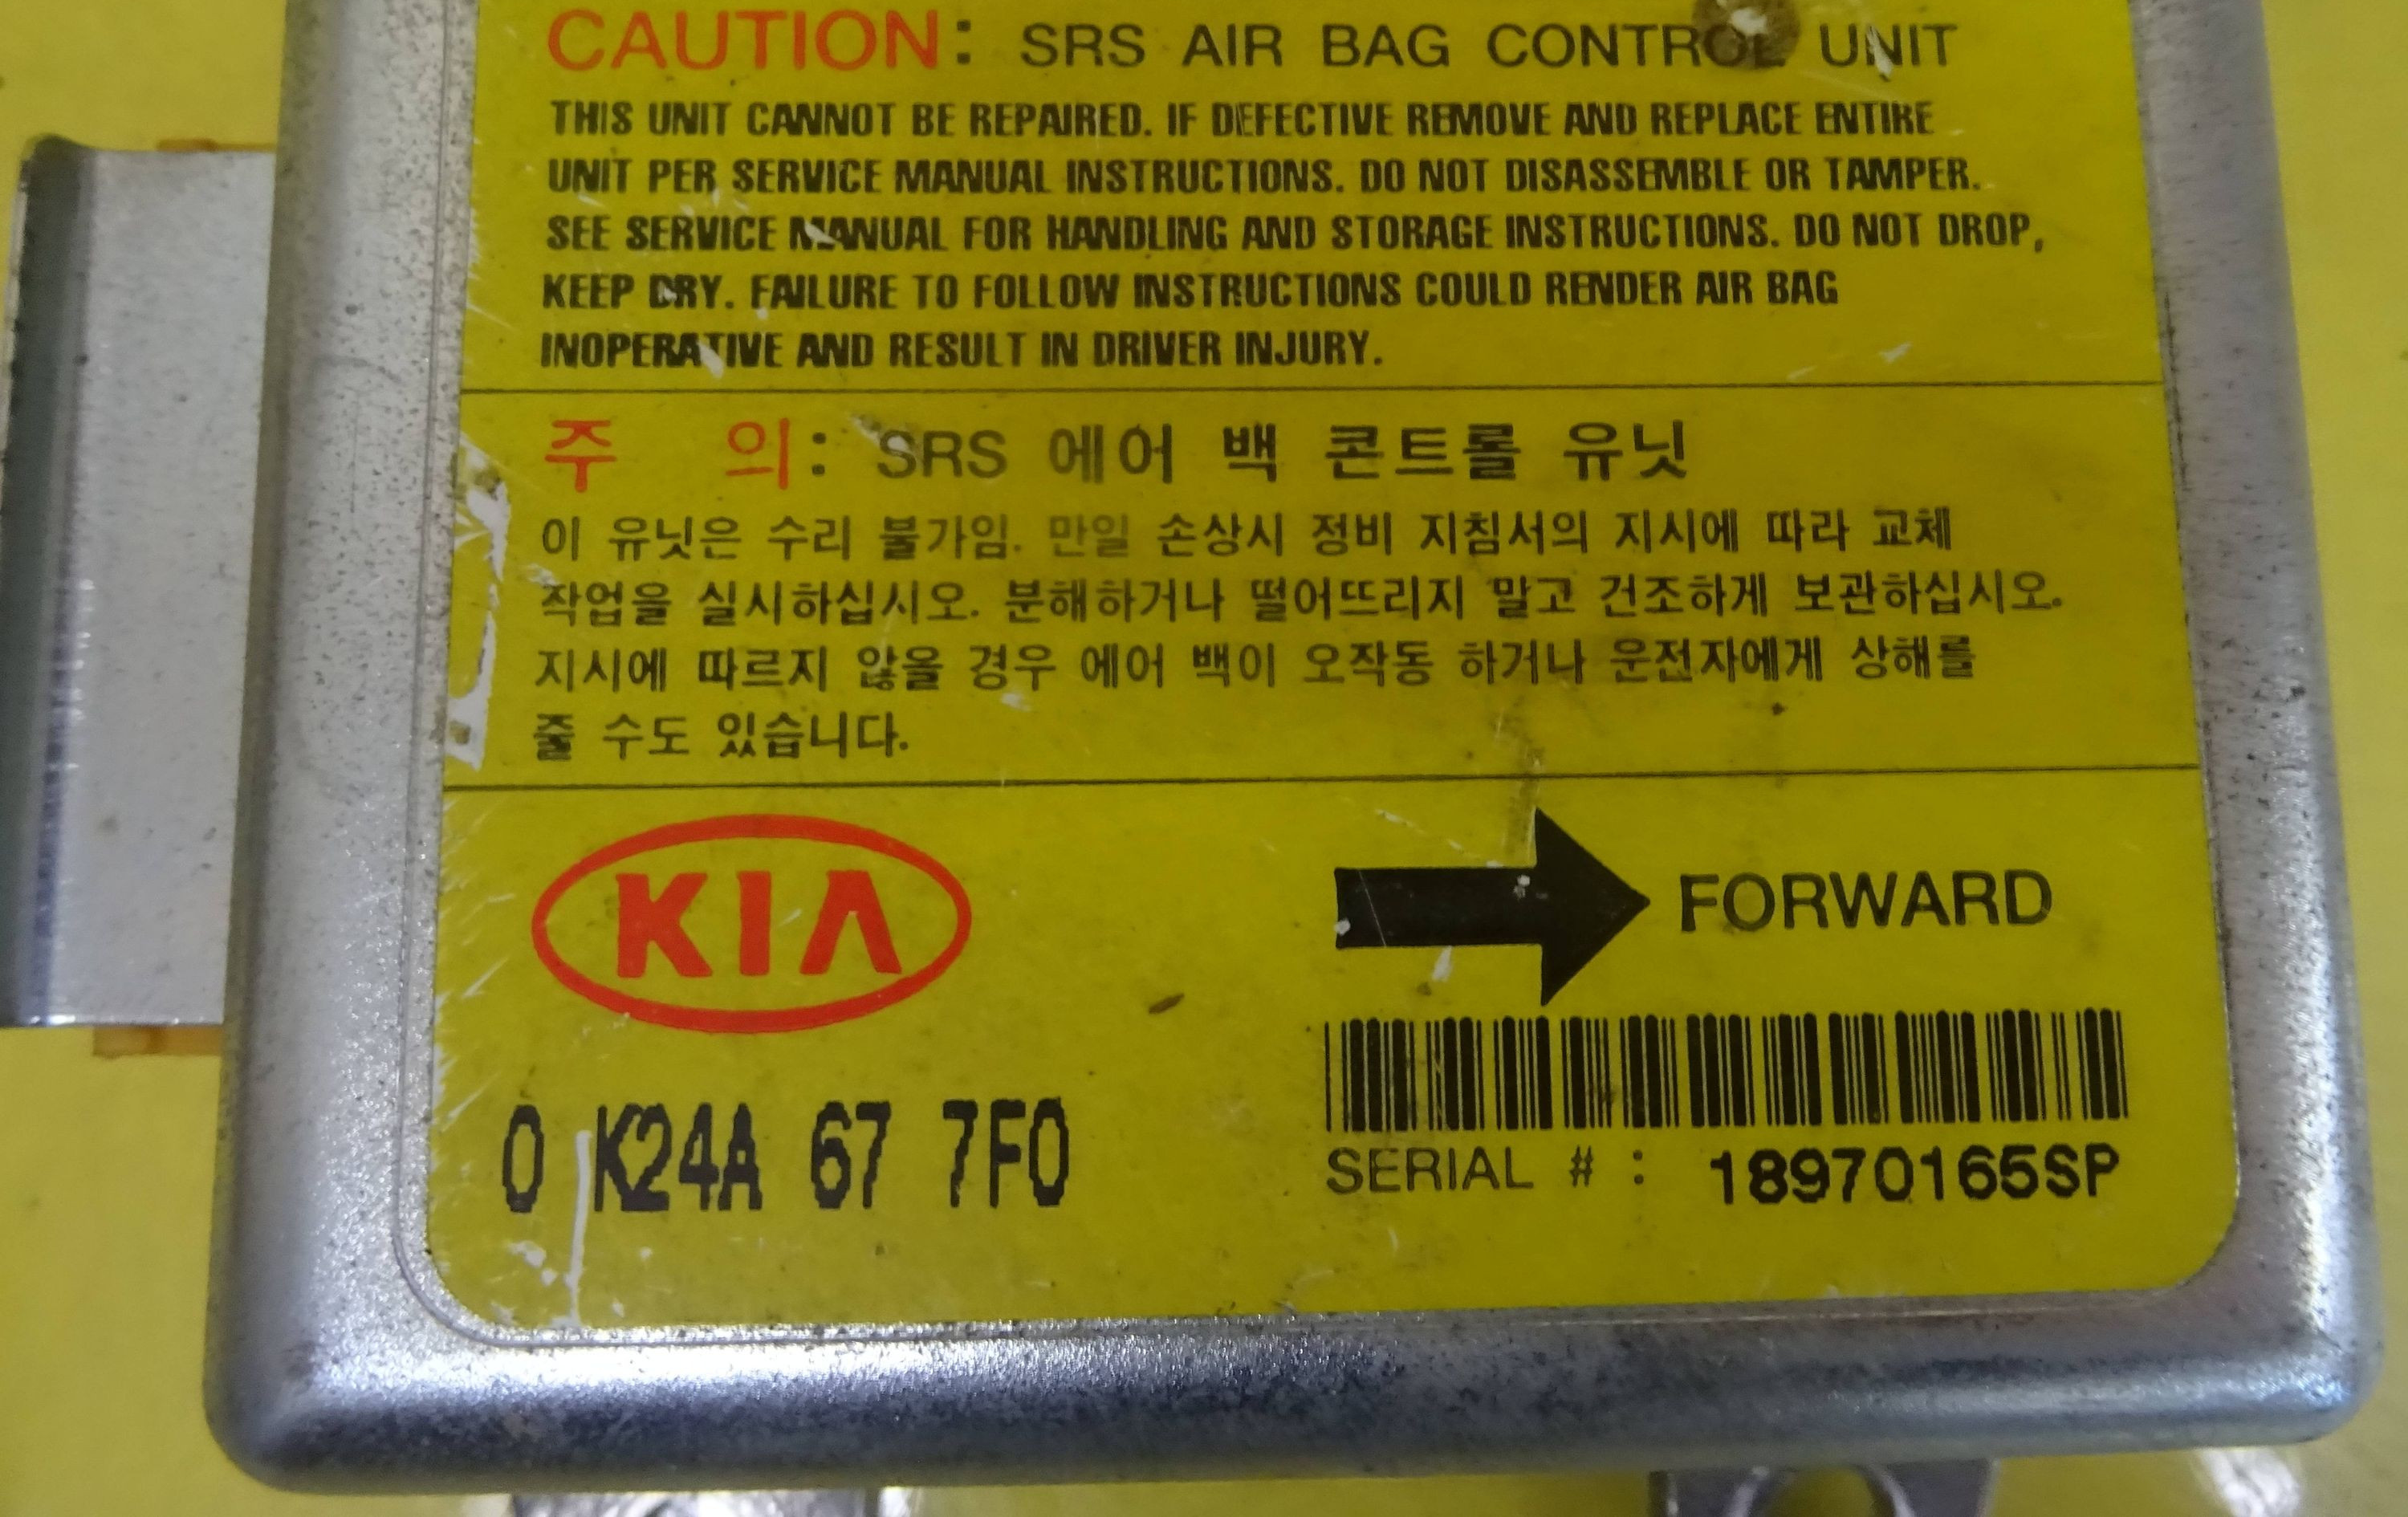 CAUTION: SRS AIR BAG CONTROL UNIT
THIS UNIT CANNOT BE REPAIRED. IF DEFECTIVE REMOVE AND REPLACE ENTIRE
UNIT PER SERVICE MANUAL INSTRUCTIONS. DO NOT DISASSEMBLE OR TAMPER.
SEE SERVICE MANUAL FOR HANDLING AND STORAGE INSTRUCTIONS. DO NOT DROP,
KEEP DRY. FAILURE TO FOLLOW INSTRUCTIONS COULD RENDER AIR BAG
INOPERATIVE AND RESULT IN DRIVER INJURY.
주 의: SRS 에어 백 콘트롤 유닛
이 유닛은 수리 불가임. 만일 손상시 정비 지침서의 지시에 따라 교체
작업을 실시하십시오. 분해하거나 떨어뜨리지 말고 건조하게 보관하십시오.
지시에 따르지 않을 경우 에어 백이 오작동 하거나 운전자에게 상해를
줄 수도 있습니다.
KIA
FORWARD
0 K24A 67 7F0
SERIAL # : 18970165SP